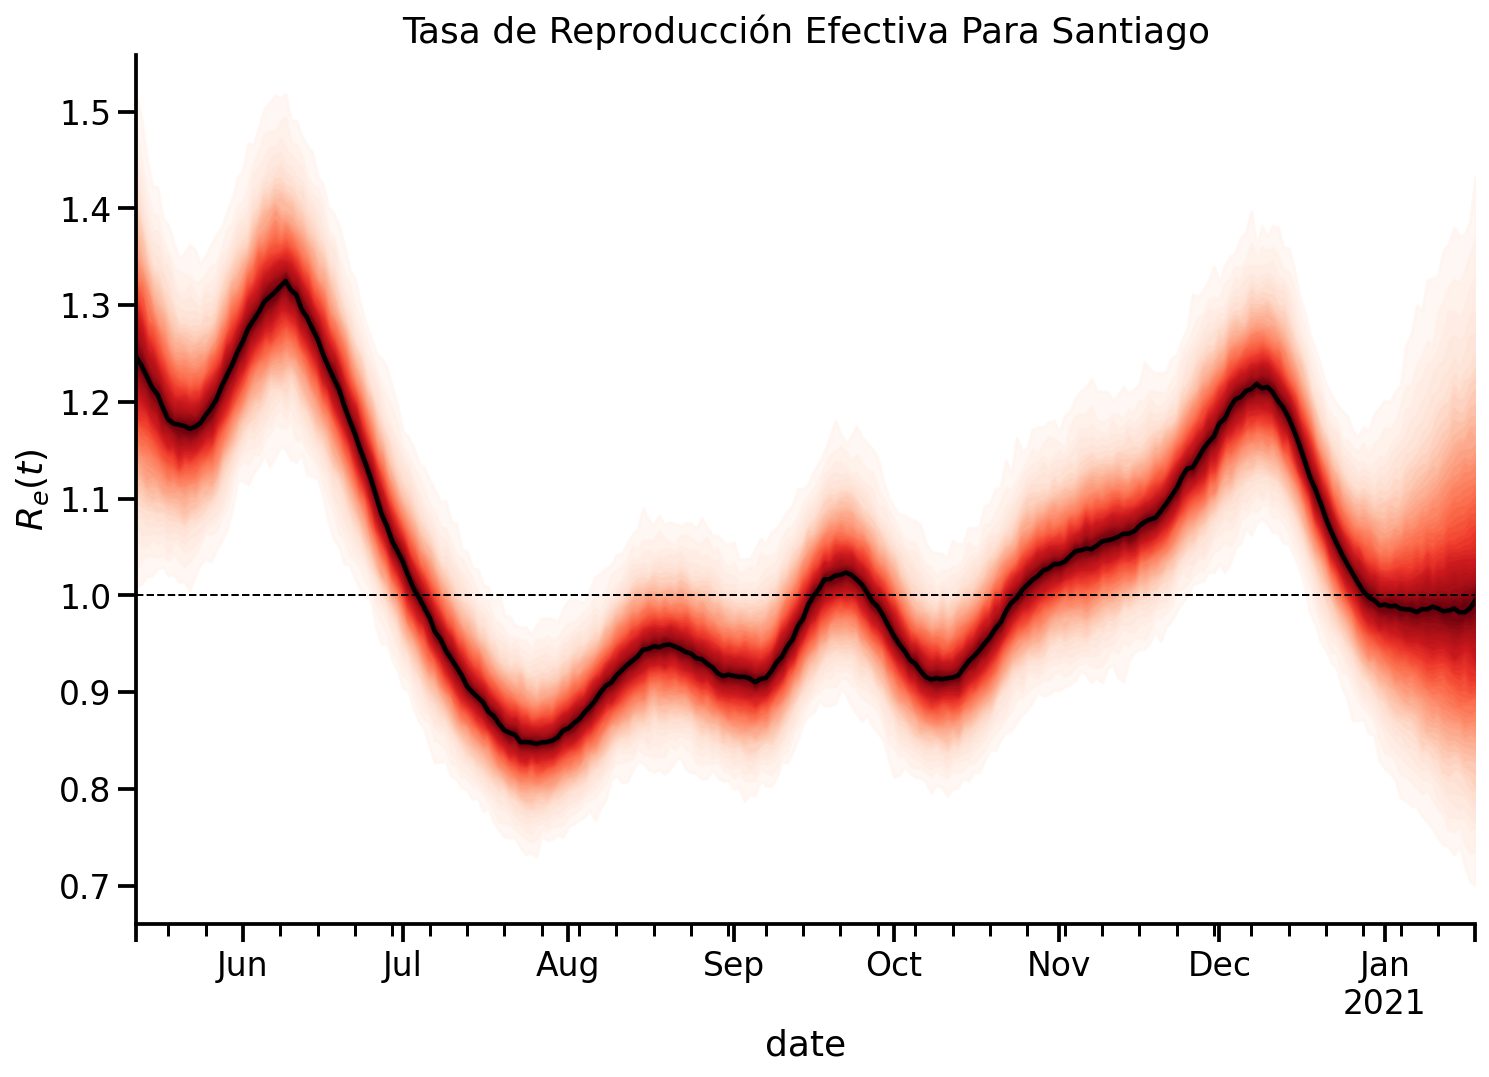 Tasa de Reproducción Efectiva Para Santiago
1.5
1.4
1.3
1.2
1.1
1.0
0.9
0.8
0.7
Re(t)
Jun Jul Aug Sep Oct Nov Dec Jan
2021
date